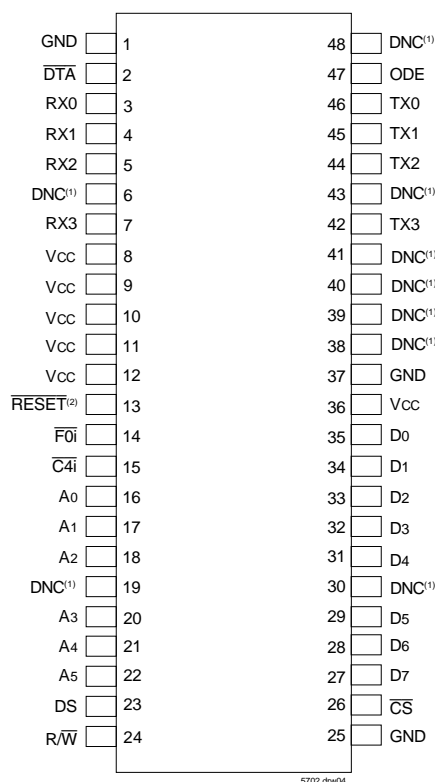 GND 1 48 DNC(1)
D̅T̅A̅ 2 47 ODE
RX0 3 46 TX0
RX1 4 45 TX1
RX2 5 44 TX2
DNC(1) 6 43 DNC(1)
RX3 7 42 TX3
VCC 8 41 DNC(1)
VCC 9 40 DNC(1)
VCC 10 39 DNC(1)
VCC 11 38 DNC(1)
VCC 12 37 GND
R̅E̅S̅E̅T̅(2) 13 36 VCC
F̅0̅i̅ 14 35 D0
C̅4̅i̅ 15 34 D1
A0 16 33 D2
A1 17 32 D3
A2 18 31 D4
DNC(1) 19 30 DNC(1)
A3 20 29 D5
A4 21 28 D6
A5 22 27 D7
DS 23 26 C̅S̅
R/W̅ 24 25 GND
5702 drw04